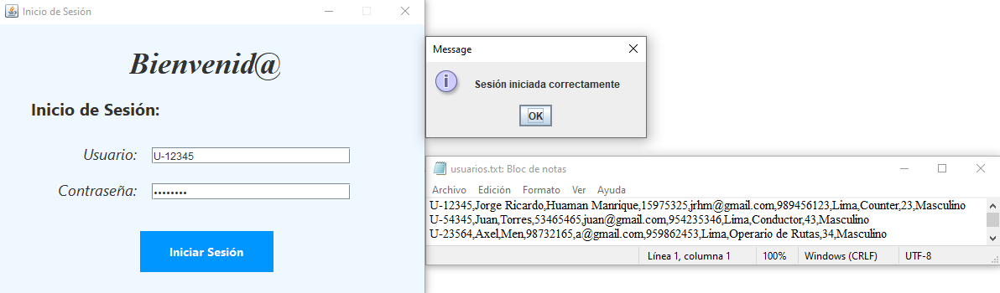 Inicio de Sesión
Bienvenid@
Inicio de Sesión:
Usuario: U-12345
Contraseña: ••••••••
Iniciar Sesión
Message
Sesión iniciada correctamente
OK
usuarios.txt: Bloc de notas
Archivo Edición Formato Ver Ayuda
U-12345,Jorge Ricardo,Huaman Manrique,15975325,jrhm@gmail.com,989456123,Lima,Counter,23,Masculino
U-54345,Juan,Torres,53465465,juan@gmail.com,954235346,Lima,Conductor,43,Masculino
U-23564,Axel,Men,98732165,a@gmail.com,959862453,Lima,Operario de Rutas,34,Masculino
Línea 1, columna 1 100% Windows (CRLF) UTF-8